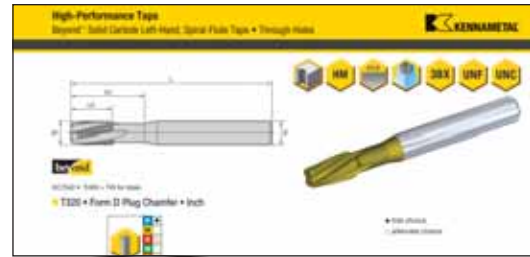 High-Performance Taps
Beyond™ Solid Carbide Left-Hand, Spiral-Flute Taps • Through Holes
KENNAMETAL
HM
3BX
UNF
UNC
L
beyond
T320 • Form D Plug Chamfer • Inch
first choice
alternate choice